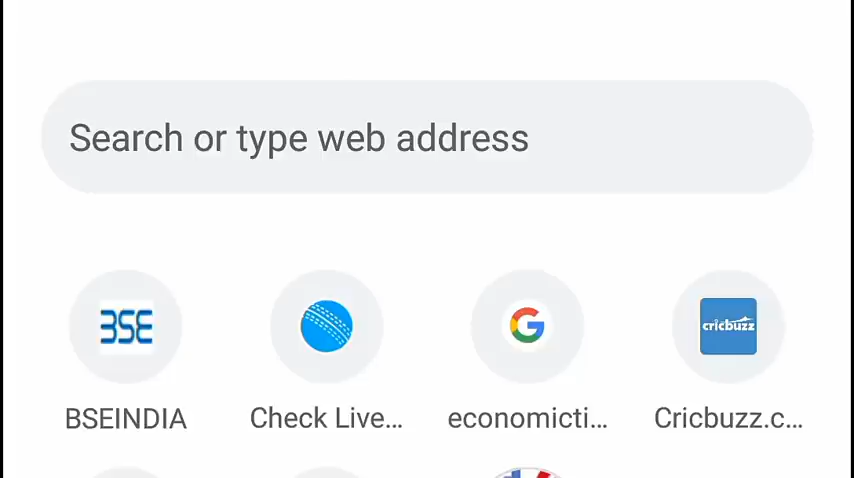 Search or type web address
BSE
cricbuzz
BSEINDIA Check Live... economicti... Cricbuzz.c...